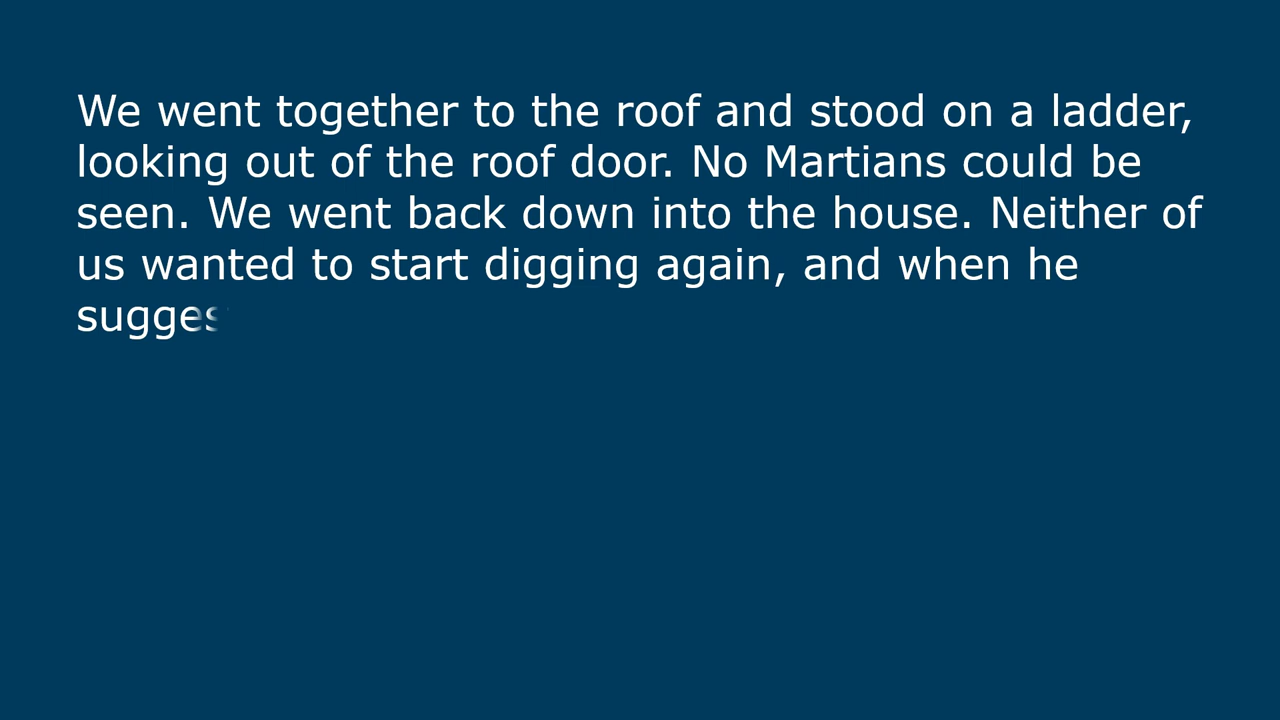 We went together to the roof and stood on a ladder,
looking out of the roof door. No Martians could be
seen. We went back down into the house. Neither of
us wanted to start digging again, and when he